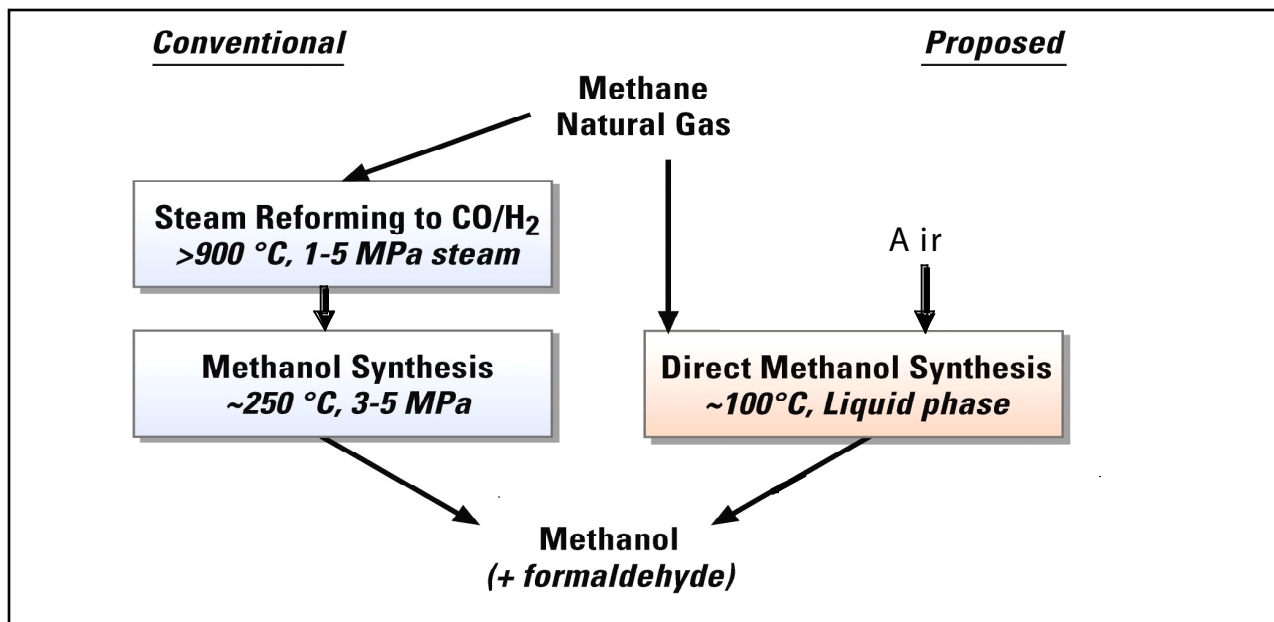 Conventional
Proposed
Methane
Natural Gas
Steam Reforming to CO/H₂
>900 °C, 1-5 MPa steam
Air
Methanol Synthesis
~250 °C, 3-5 MPa
Direct Methanol Synthesis
~100°C, Liquid phase
Methanol
(+ formaldehyde)